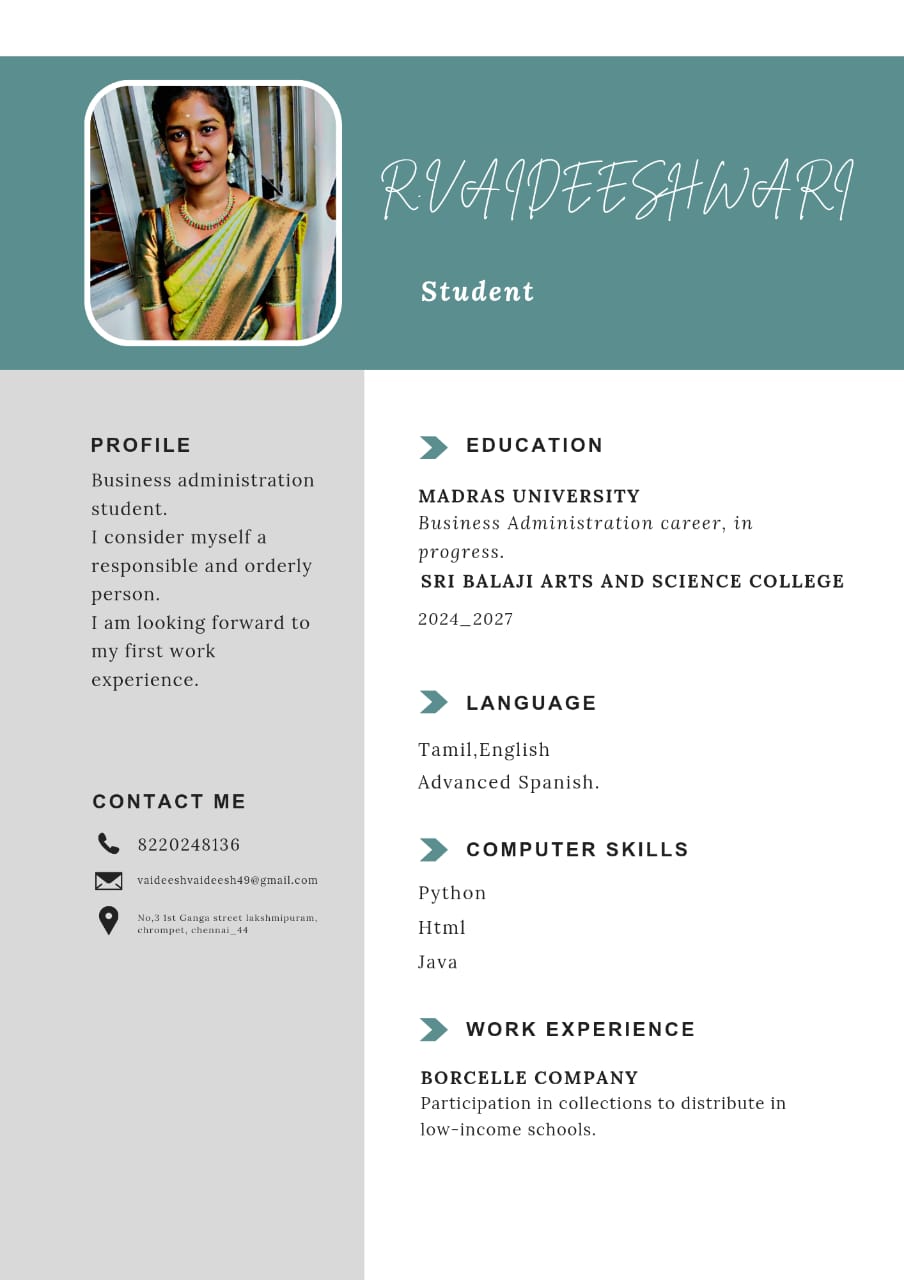 R.VAIDEESHWARI
Student
PROFILE
Business administration
student.
I consider myself a
responsible and orderly
person.
I am looking forward to
my first work
experience.
CONTACT ME
8220248136
vaideeshvaideesh49@gmail.com
No,3 1st Ganga street lakshmipuram,
chrompet, chennai_44
EDUCATION
MADRAS UNIVERSITY
Business Administration career, in
progress.
SRI BALAJI ARTS AND SCIENCE COLLEGE
2024_2027
LANGUAGE
Tamil,English
Advanced Spanish.
COMPUTER SKILLS
Python
Html
Java
WORK EXPERIENCE
BORCELLE COMPANY
Participation in collections to distribute in
low-income schools.